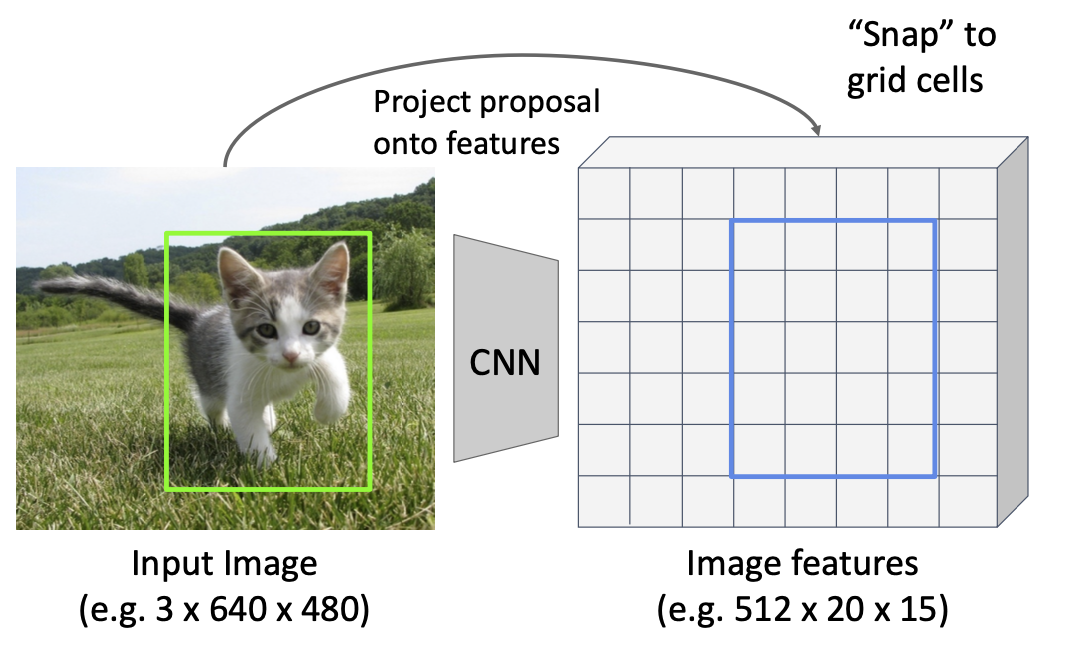 “Snap” to
grid cells
Project proposal
onto features
CNN
Input Image
(e.g. 3 x 640 x 480)
Image features
(e.g. 512 x 20 x 15)